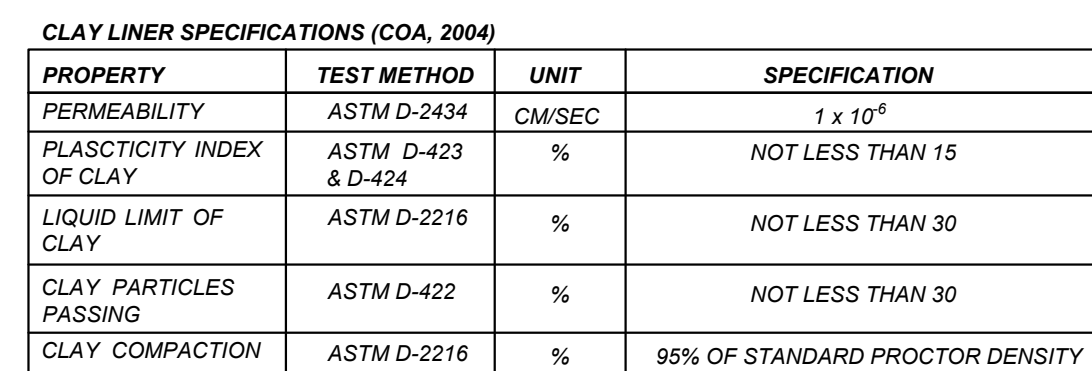 CLAY LINER SPECIFICATIONS (COA, 2004)
PROPERTY TEST METHOD UNIT SPECIFICATION
PERMEABILITY ASTM D-2434 CM/SEC 1 x 10-6
PLASCTICITY INDEX ASTM D-423 % NOT LESS THAN 15
OF CLAY & D-424
LIQUID LIMIT OF ASTM D-2216 % NOT LESS THAN 30
CLAY
CLAY PARTICLES ASTM D-422 % NOT LESS THAN 30
PASSING
CLAY COMPACTION ASTM D-2216 % 95% OF STANDARD PROCTOR DENSITY